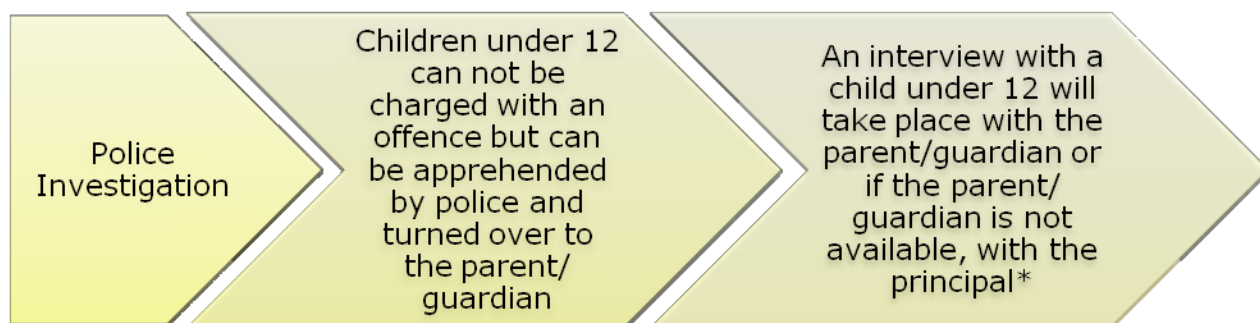 Police
Investigation
Children under 12
can not be
charged with an
offence but can
be apprehended
by police and
turned over to
the parent/
guardian
An interview with a
child under 12 will
take place with the
parent/guardian or
if the parent/
guardian is not
available, with the
principal*